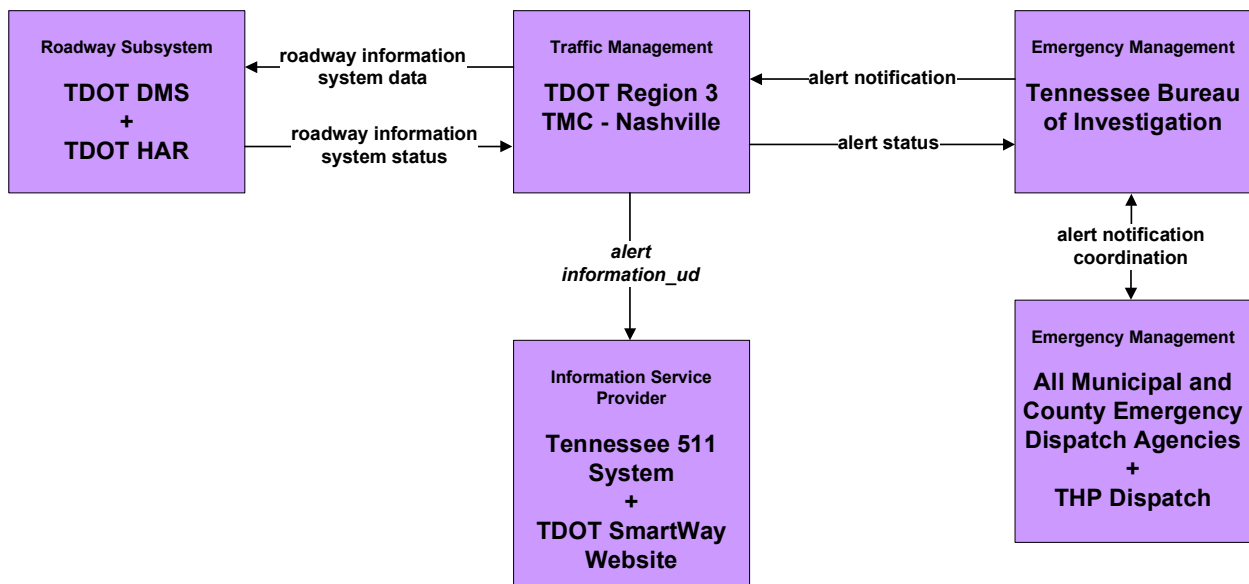 Roadway Subsystem
TDOT DMS
+
TDOT HAR
roadway information
system data
roadway information
system status
Traffic Management
TDOT Region 3
TMC - Nashville
alert notification
alert status
Emergency Management
Tennessee Bureau
of Investigation
alert
information_ud
alert notification
coordination
Information Service
Provider
Tennessee 511
System
+
TDOT SmartWay
Website
Emergency Management
All Municipal and
County Emergency
Dispatch Agencies
+
THP Dispatch